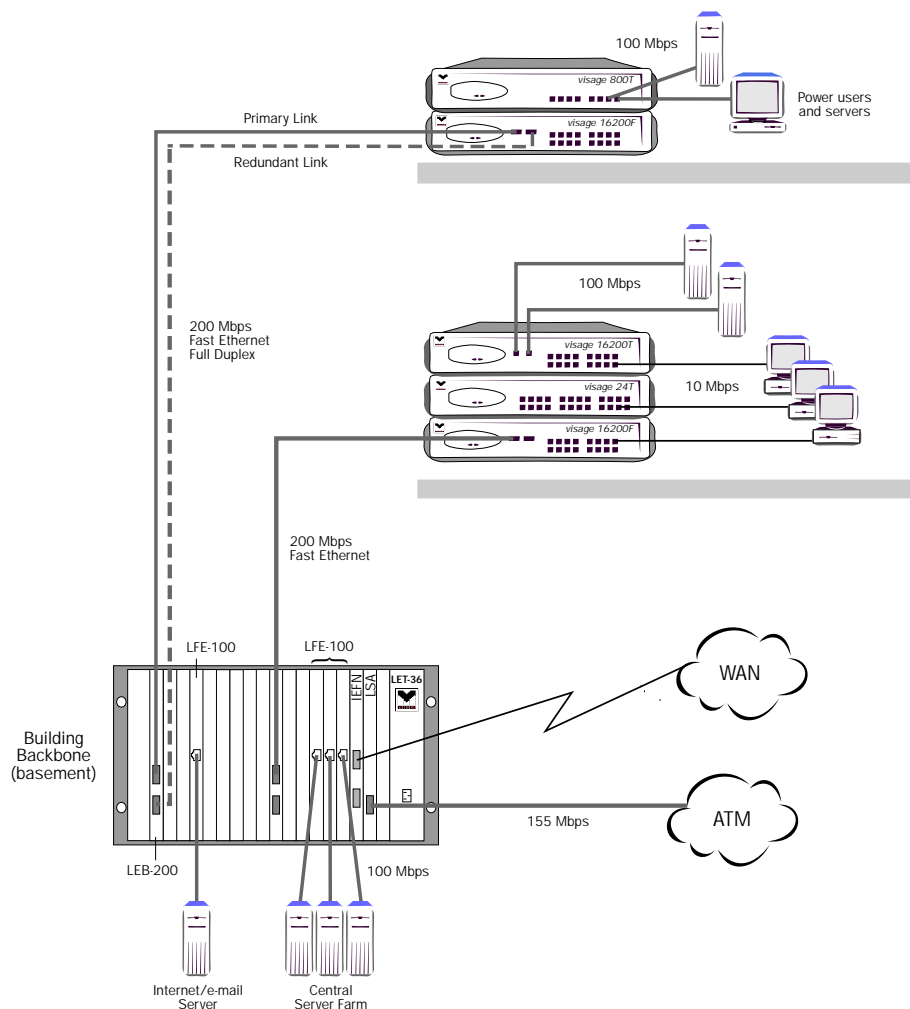 100 Mbps
visage 800T
Power users
and servers
Primary Link
visage 16200F
Redundant Link
100 Mbps
200 Mbps
Fast Ethernet
Full Duplex
visage 16200T
visage 24T
10 Mbps
visage 16200F
200 Mbps
Fast Ethernet
LFE-100
LFE-100
IEFN
LSA
LET-36
WAN
Building
Backbone
(basement)
155 Mbps
ATM
LEB-200
100 Mbps
Internet/e-mail
Server
Central
Server Farm